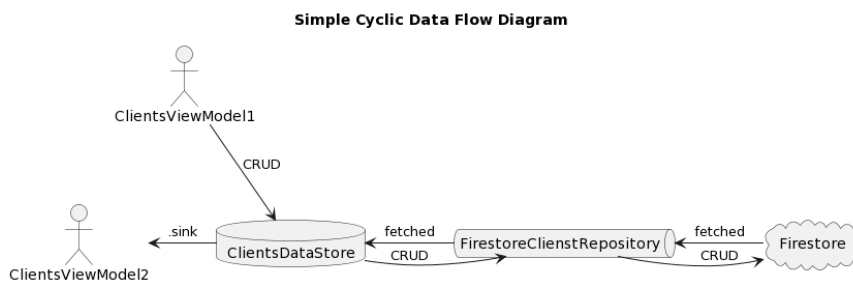 Simple Cyclic Data Flow Diagram
ClientsViewModel1
CRUD
.sink
fetched
fetched
ClientsDataStore
FirestoreClienstRepository
Firestore
CRUD
CRUD
ClientsViewModel2